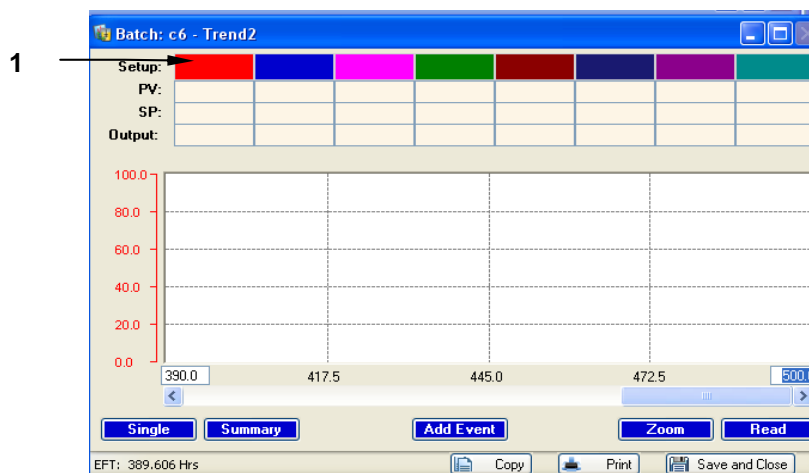 Batch: c6 - Trend2
1
Setup:
PV:
SP:
Output:
100.0
80.0
60.0
40.0
20.0
0.0
390.0 417.5 445.0 472.5 500.0
Single Summary Add Event Zoom Read
EFT: 389.606 Hrs Copy Print Save and Close